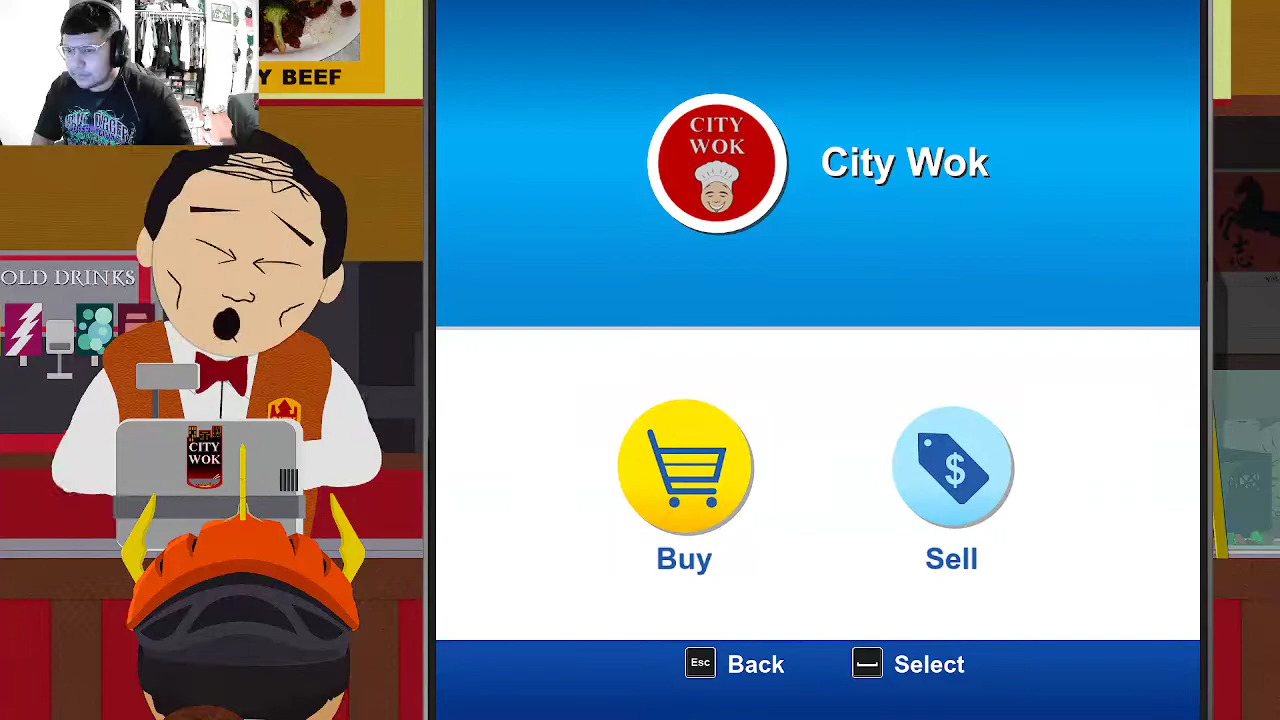 Y BEEF
OLD DRINKS
CITY
WOK
CITY
WOK
City Wok
Buy
Sell
Esc Back
Select